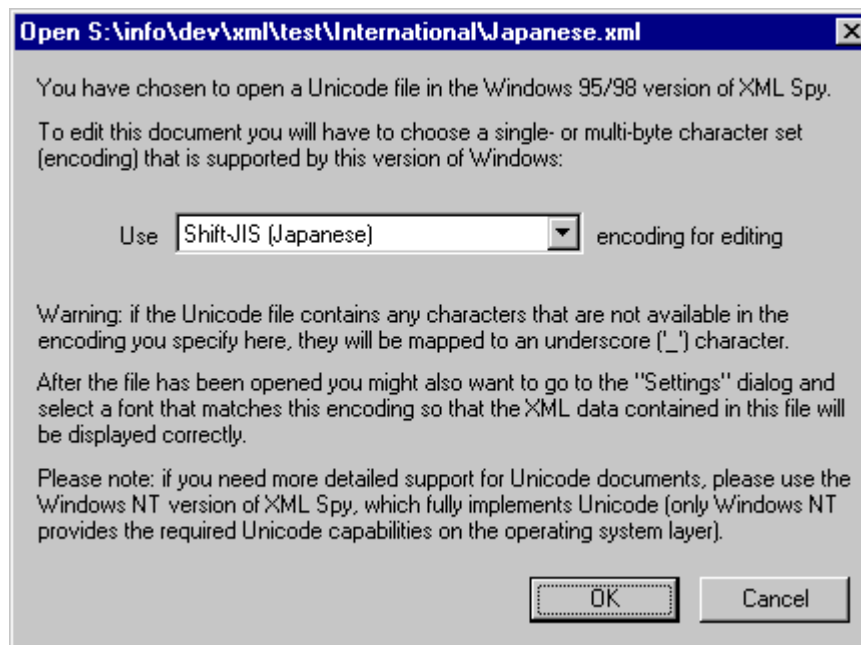 Open S:\info\dev\xml\test\International\Japanese.xml
You have chosen to open a Unicode file in the Windows 95/98 version of XML Spy.
To edit this document you will have to choose a single- or multi-byte character set
(encoding) that is supported by this version of Windows:
Use Shift-JIS (Japanese) encoding for editing
Warning: if the Unicode file contains any characters that are not available in the
encoding you specify here, they will be mapped to an underscore ('_') character.
After the file has been opened you might also want to go to the "Settings" dialog and
select a font that matches this encoding so that the XML data contained in this file will
be displayed correctly.
Please note: if you need more detailed support for Unicode documents, please use the
Windows NT version of XML Spy, which fully implements Unicode (only Windows NT
provides the required Unicode capabilities on the operating system layer).
OK Cancel